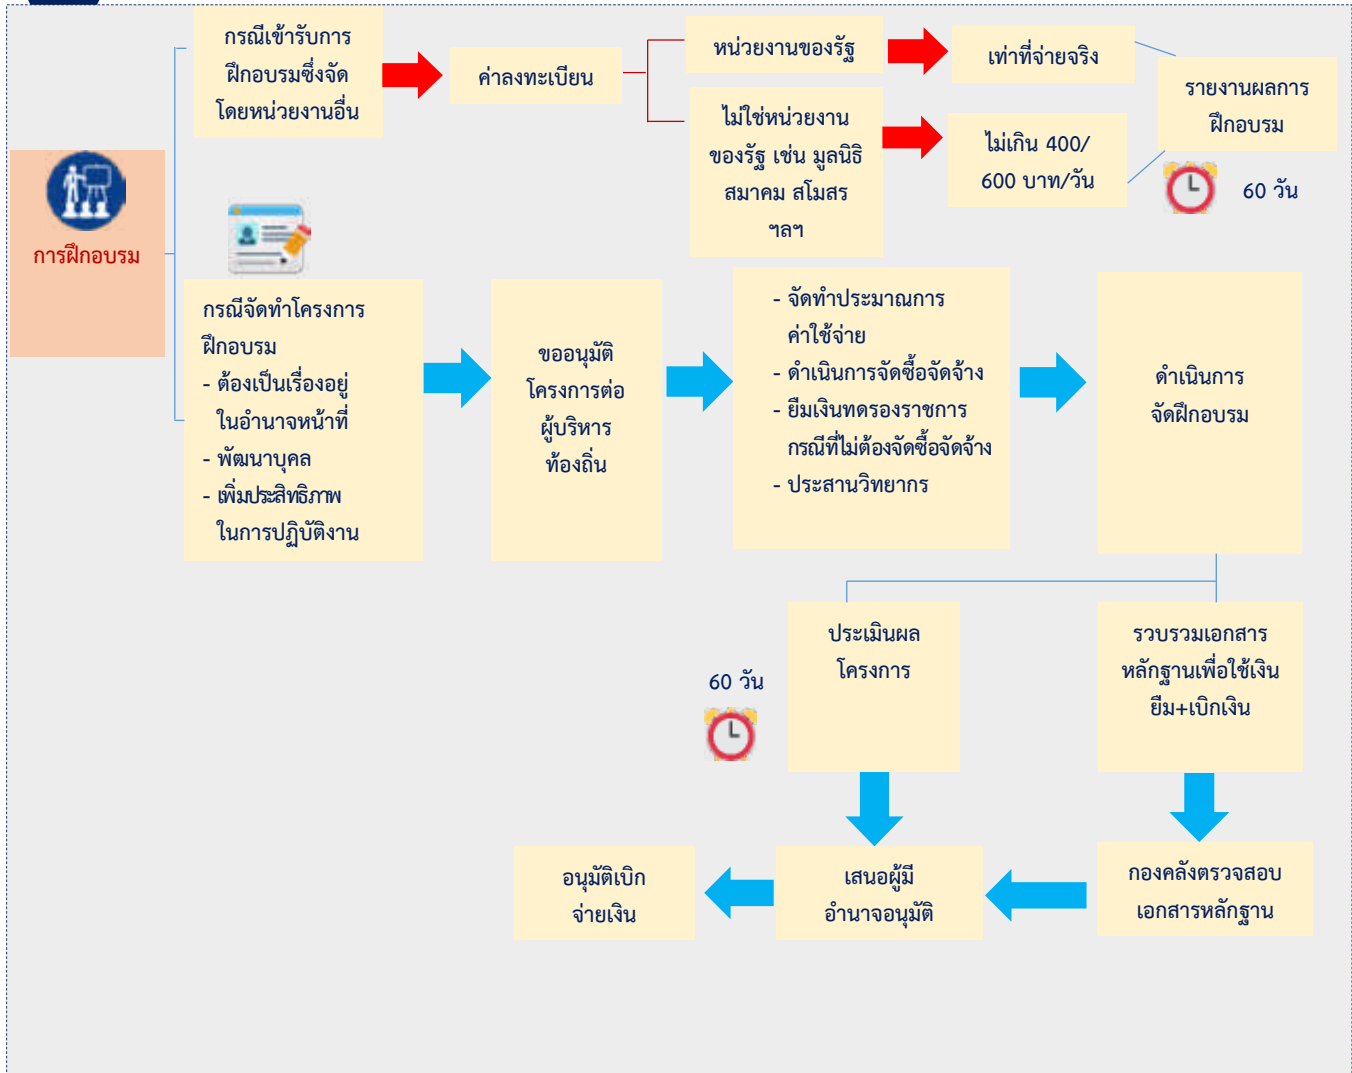 กรณีเข้ารับการ
ฝึกอบรมซึ่งจัด
โดยหน่วยงานอื่น
ค่าลงทะเบียน
หน่วยงานของรัฐ
เท่าที่จ่ายจริง
ไม่ใช่หน่วยงาน
ของรัฐ เช่น มูลนิธิ
สมาคม สโมสร
ฯลฯ
ไม่เกิน 400/
600 บาท/วัน
รายงานผลการ
ฝึกอบรม
60 วัน
การฝึกอบรม
กรณีจัดทำโครงการ
ฝึกอบรม
- ต้องเป็นเรื่องอยู่
ในอำนาจหน้าที่
- พัฒนาบุคล
- เพิ่มประสิทธิภาพ
ในการปฏิบัติงาน
ขออนุมัติ
โครงการต่อ
ผู้บริหาร
ท้องถิ่น
- จัดทำประมาณการ
ค่าใช้จ่าย
- ดำเนินการจัดซื้อจัดจ้าง
- ยืมเงินทดรองราชการ
กรณีที่ไม่ต้องจัดซื้อจัดจ้าง
- ประสานวิทยากร
ดำเนินการ
จัดฝึกอบรม
ประเมินผล
โครงการ
60 วัน
รวบรวมเอกสาร
หลักฐานเพื่อใช้เงิน
ยืม+เบิกเงิน
กองคลังตรวจสอบ
เอกสารหลักฐาน
เสนอผู้มี
อำนาจอนุมัติ
อนุมัติเบิก
จ่ายเงิน